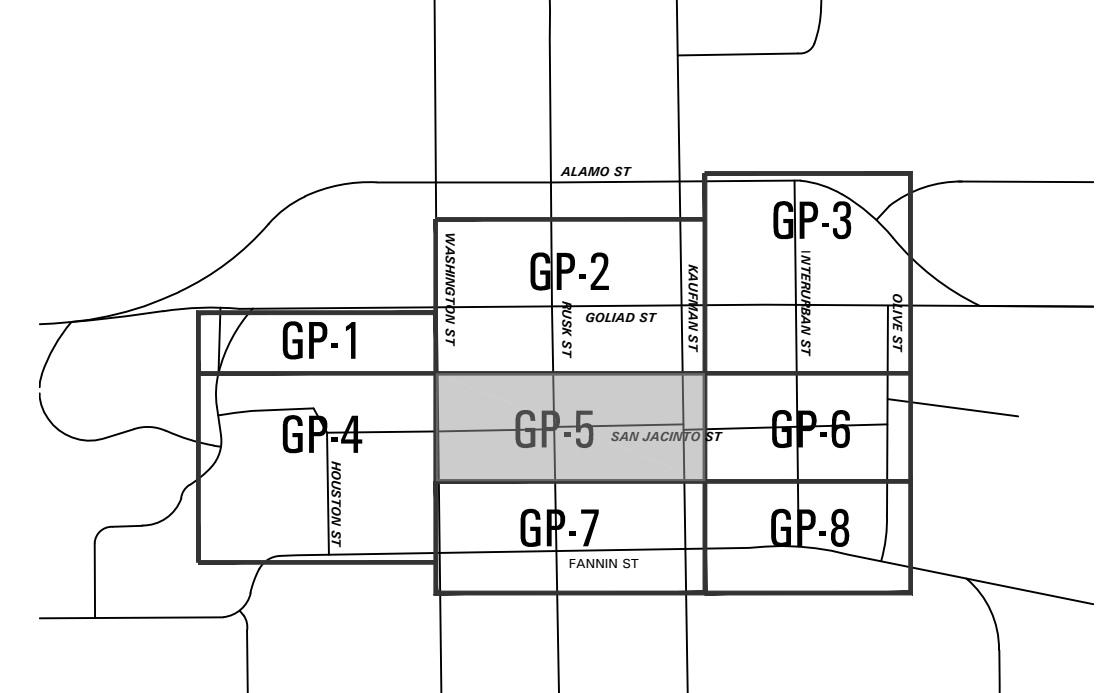 ALAMO ST
GP-3
WASHINGTON ST
GP-2
KAUFMAN ST
INTERURBAN ST
OLIVE ST
RUSK ST
GOLIAD ST
GP-1
GP-4
GP-5
SAN JACINTO ST
GP-6
HOUSTON ST
GP-7
GP-8
FANNIN ST